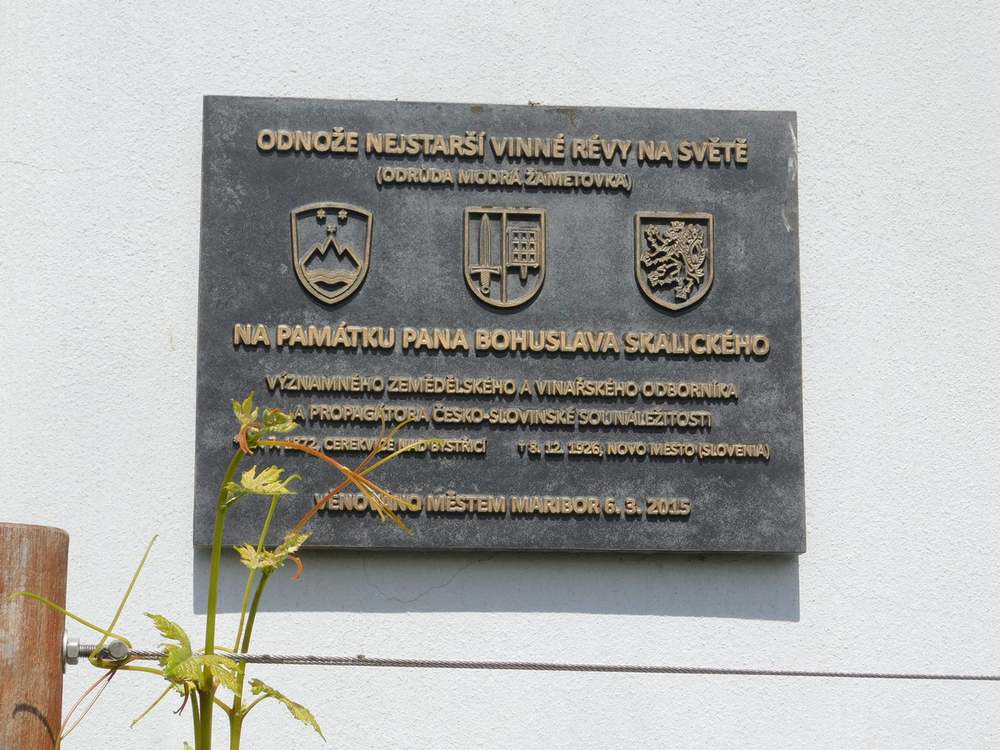 ODNOŽE NEJSTARŠÍ VINNÉ RÉVY NA SVĚTĚ
(ODRŮDA MODRÁ ŽAMETOVKA)
NA PAMÁTKU PANA BOHUSLAVA SKALICKÉHO
VÝZNAMNÉHO ZEMĚDĚLSKÉHO A VINAŘSKÉHO ODBORNÍKA
A PROPAGÁTORA ČESKO-SLOVINSKÉ SOUNÁLEŽITOSTI
CEREKVICE NAD BYSTŘICÍ † 8. 12. 1926, NOVO MESTO (SLOVENIA)
VĚNOVÁNO MĚSTEM MARIBOR 6. 3. 2015